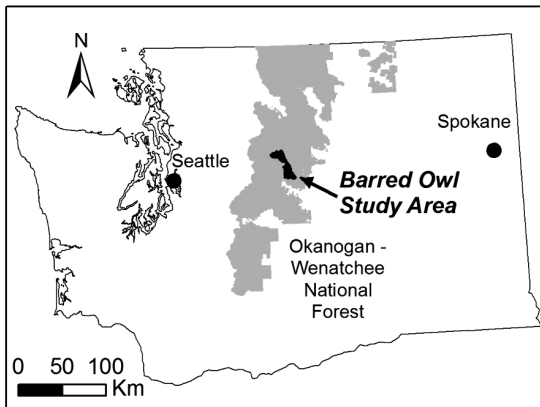 N
Seattle
Spokane
Barred Owl
Study Area
Okanogan -
Wenatchee
National
Forest
0 50 100
Km